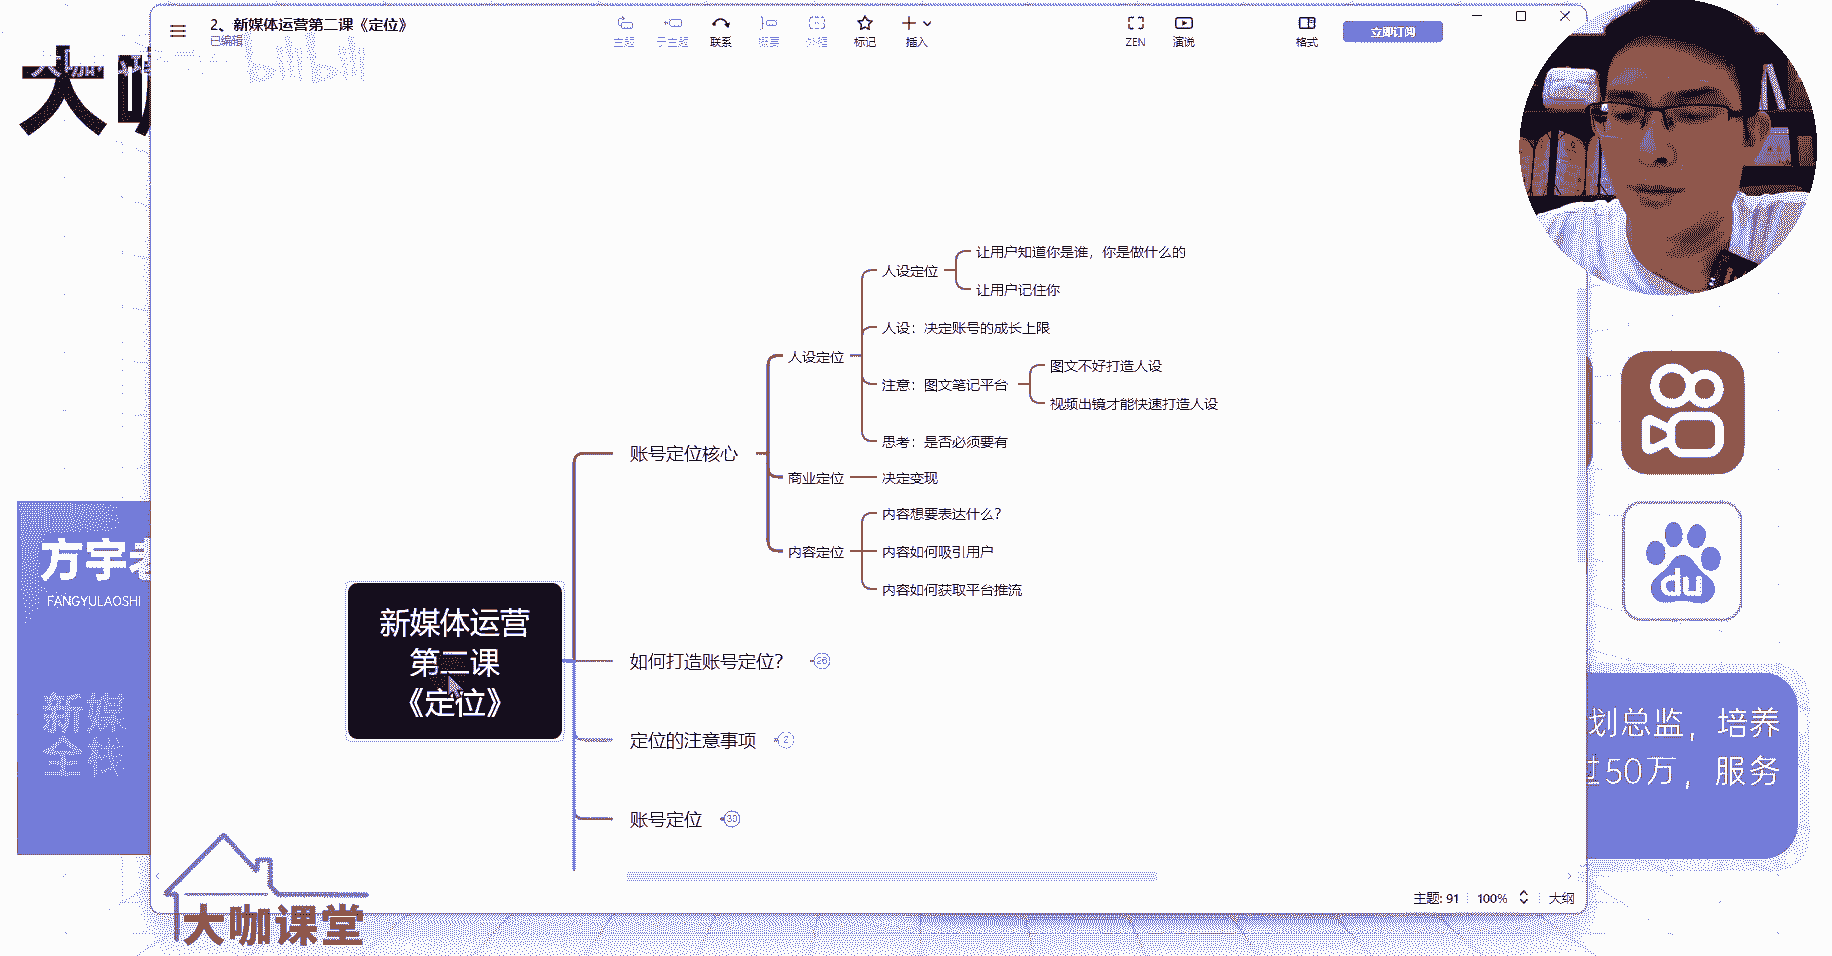 2、新媒体运营第二课《定位》
已编辑
主题
子主题
联系
概要
外框
标记
插入
ZEN
演说
格式
立即订阅
bilibili
大咖
让用户知道你是谁，你是做什么的
人设定位
让用户记住你
人设：决定账号的成长上限
人设定位
图文不好打造人设
注意：图文笔记平台
视频出镜才能快速打造人设
思考：是否必须要有
账号定位核心
商业定位
决定变现
内容想要表达什么？
内容定位
内容如何吸引用户
内容如何获取平台推流
新媒体运营
第二课
《定位》
如何打造账号定位？
26
定位的注意事项
2
账号定位
30
方宇老
FANGYULAOSHI
新媒
全栈
du
划总监，培养
过50万，服务
主题: 91
100%
大纲
大咖课堂